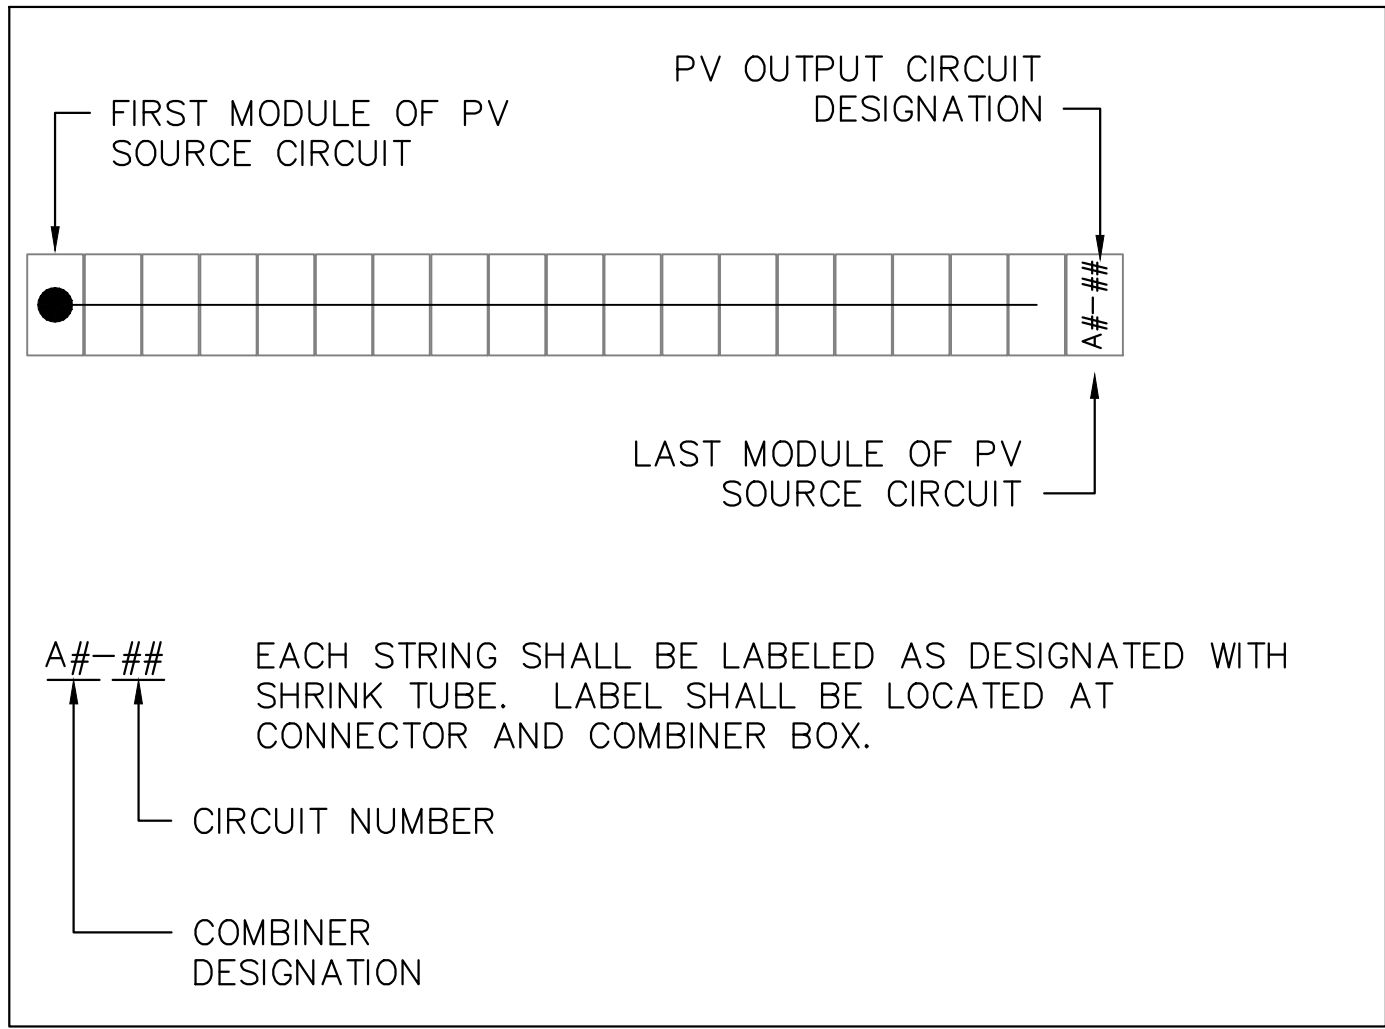 PV OUTPUT CIRCUIT
DESIGNATION
FIRST MODULE OF PV
SOURCE CIRCUIT
A#-##
LAST MODULE OF PV
SOURCE CIRCUIT
A#-##
EACH STRING SHALL BE LABELED AS DESIGNATED WITH
SHRINK TUBE. LABEL SHALL BE LOCATED AT
CONNECTOR AND COMBINER BOX.
CIRCUIT NUMBER
COMBINER
DESIGNATION